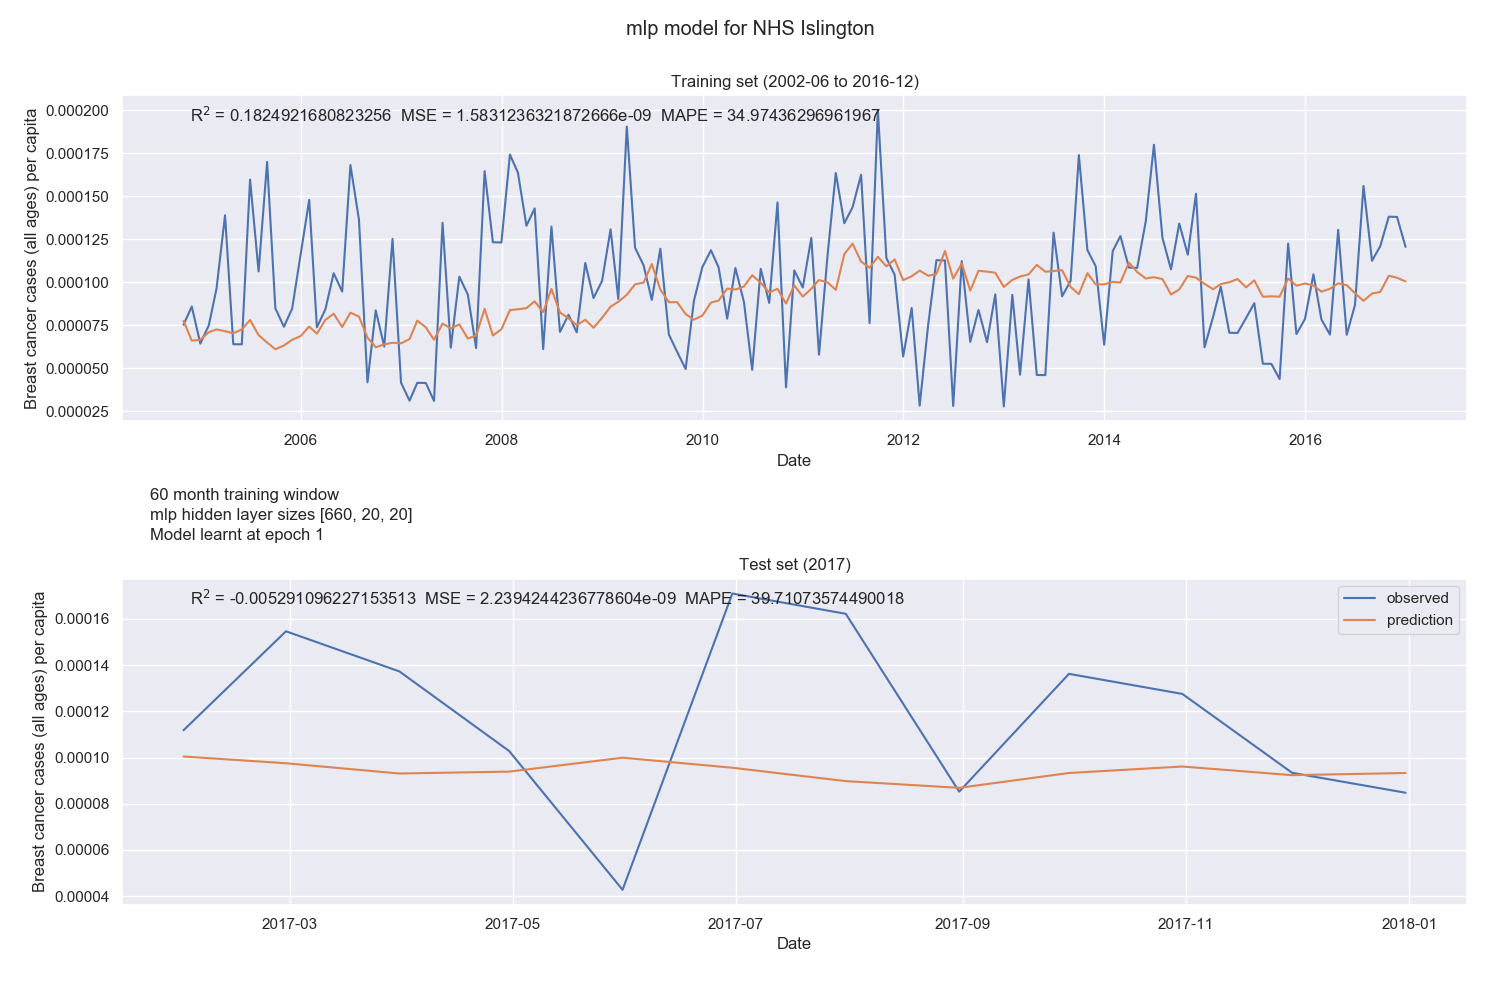 mlp model for NHS Islington
Training set (2002-06 to 2016-12)
R² = 0.1824921680823256 MSE = 1.5831236321872666e-09 MAPE = 34.97436296961967
Breast cancer cases (all ages) per capita
0.000200
0.000175
0.000150
0.000125
0.000100
0.000075
0.000050
0.000025
2006 2008 2010 2012 2014 2016
Date
60 month training window
mlp hidden layer sizes [660, 20, 20]
Model learnt at epoch 1
Test set (2017)
R² = -0.005291096227153513 MSE = 2.2394244236778604e-09 MAPE = 39.71073574490018
observed
prediction
Breast cancer cases (all ages) per capita
0.00016
0.00014
0.00012
0.00010
0.00008
0.00006
0.00004
2017-03 2017-05 2017-07 2017-09 2017-11 2018-01
Date